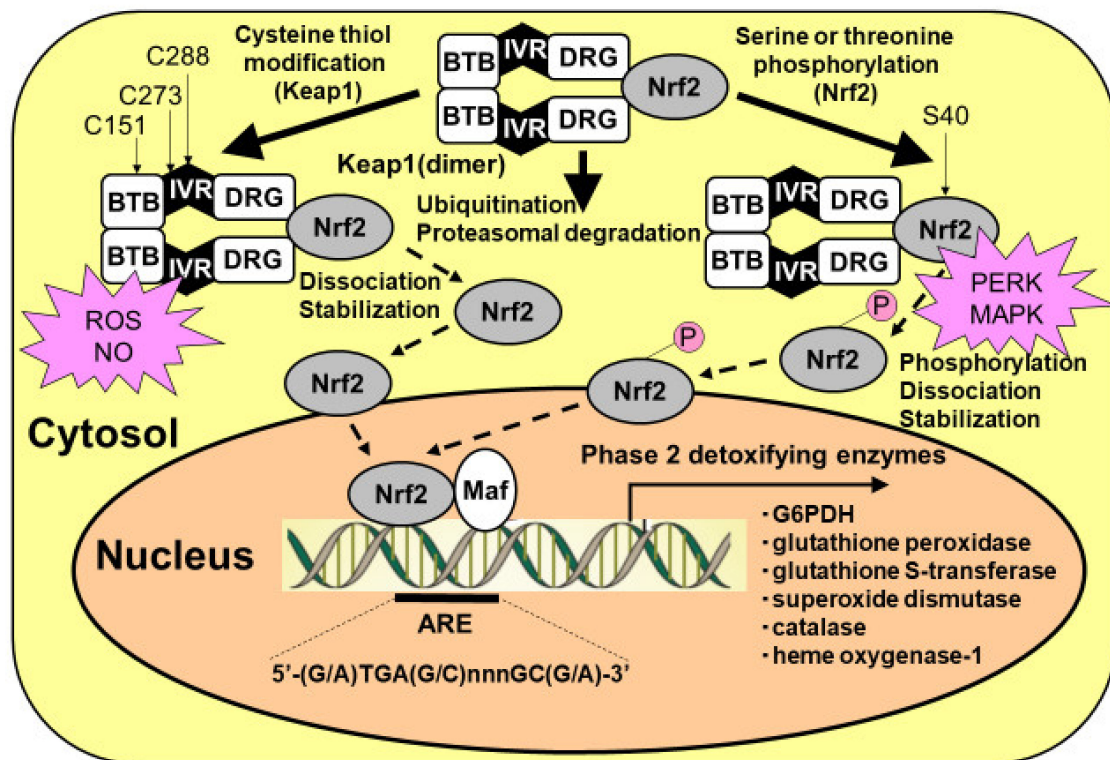 Cysteine thiol
modification
(Keap1)
BTB
IVR
DRG
BTB
IVR
DRG
Nrf2
Serine or threonine
phosphorylation
(Nrf2)
C288
C273
C151
S40
Keap1(dimer)
BTB
IVR
DRG
BTB
IVR
DRG
Nrf2
ROS
NO
Ubiquitination
Proteasomal degradation
Dissociation
Stabilization
Nrf2
Nrf2
BTB
IVR
DRG
BTB
IVR
DRG
Nrf2
PERK
MAPK
P
Nrf2
P
Nrf2
Phosphorylation
Dissociation
Stabilization
Cytosol
Nucleus
Nrf2
Maf
Phase 2 detoxifying enzymes
・G6PDH
・glutathione peroxidase
・glutathione S-transferase
・superoxide dismutase
・catalase
・heme oxygenase-1
ARE
5’-(G/A)TGA(G/C)nnnGC(G/A)-3’